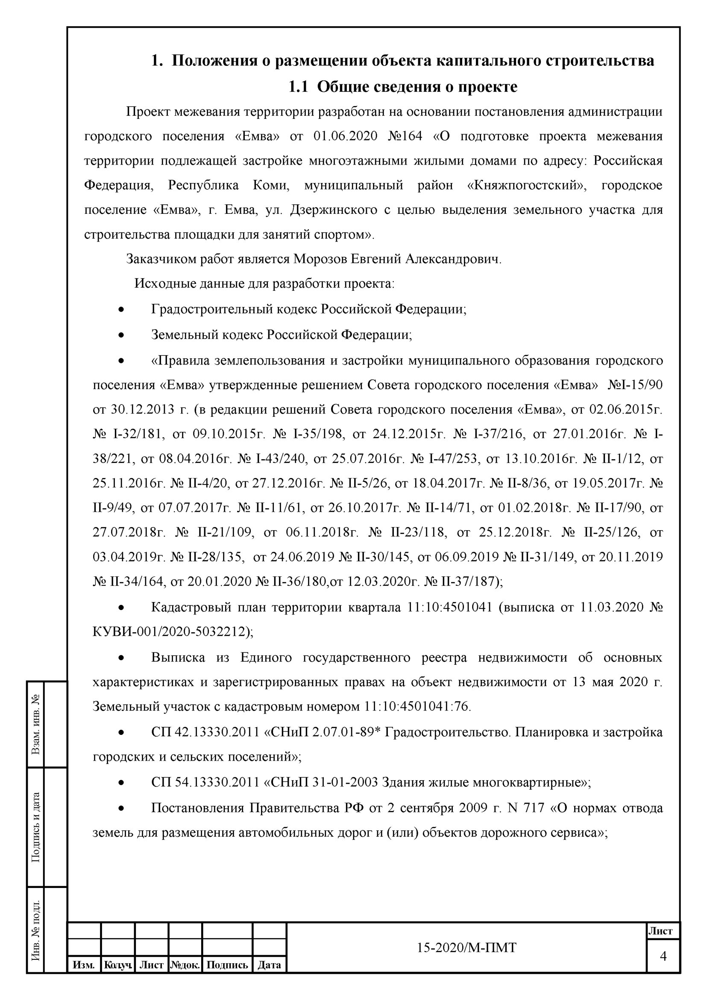 1. Положения о размещении объекта капитального строительства
1.1 Общие сведения о проекте
Проект межевания территории разработан на основании постановления администрации
городского поселения «Емва» от 01.06.2020 №164 «О подготовке проекта межевания
территории подлежащей застройке многоэтажными жилыми домами по адресу: Российская
Федерация, Республика Коми, муниципальный район «Княжпогостский», городское
поселение «Емва», г. Емва, ул. Дзержинского с целью выделения земельного участка для
строительства площадки для занятий спортом».
Заказчиком работ является Морозов Евгений Александрович.
Исходные данные для разработки проекта:
• Градостроительный кодекс Российской Федерации;
• Земельный кодекс Российской Федерации;
• «Правила землепользования и застройки муниципального образования городского
поселения «Емва» утвержденные решением Совета городского поселения «Емва» №I-15/90
от 30.12.2013 г. (в редакции решений Совета городского поселения «Емва», от 02.06.2015г.
№ I-32/181, от 09.10.2015г. № I-35/198, от 24.12.2015г. № I-37/216, от 27.01.2016г. № I-
38/221, от 08.04.2016г. № I-43/240, от 25.07.2016г. № I-47/253, от 13.10.2016г. № II-1/12, от
25.11.2016г. № II-4/20, от 27.12.2016г. № II-5/26, от 18.04.2017г. № II-8/36, от 19.05.2017г. №
II-9/49, от 07.07.2017г. № II-11/61, от 26.10.2017г. № II-14/71, от 01.02.2018г. № II-17/90, от
27.07.2018г. № II-21/109, от 06.11.2018г. № II-23/118, от 25.12.2018г. № II-25/126, от
03.04.2019г. № II-28/135, от 24.06.2019 № II-30/145, от 06.09.2019 № II-31/149, от 20.11.2019
№ II-34/164, от 20.01.2020 № II-36/180,от 12.03.2020г. № II-37/187);
• Кадастровый план территории квартала 11:10:4501041 (выписка от 11.03.2020 №
КУВИ-001/2020-5032212);
• Выписка из Единого государственного реестра недвижимости об основных
характеристиках и зарегистрированных правах на объект недвижимости от 13 мая 2020 г.
Земельный участок с кадастровым номером 11:10:4501041:76.
• СП 42.13330.2011 «СНиП 2.07.01-89* Градостроительство. Планировка и застройка
городских и сельских поселений»;
• СП 54.13330.2011 «СНиП 31-01-2003 Здания жилые многоквартирные»;
• Постановления Правительства РФ от 2 сентября 2009 г. N 717 «О нормах отвода
земель для размещения автомобильных дорог и (или) объектов дорожного сервиса»;
Взам. инв. №
Подпись и дата
Инв. № подл.
Изм. Кол.уч. Лист №док. Подпись Дата
15-2020/М-ПМТ
Лист
4